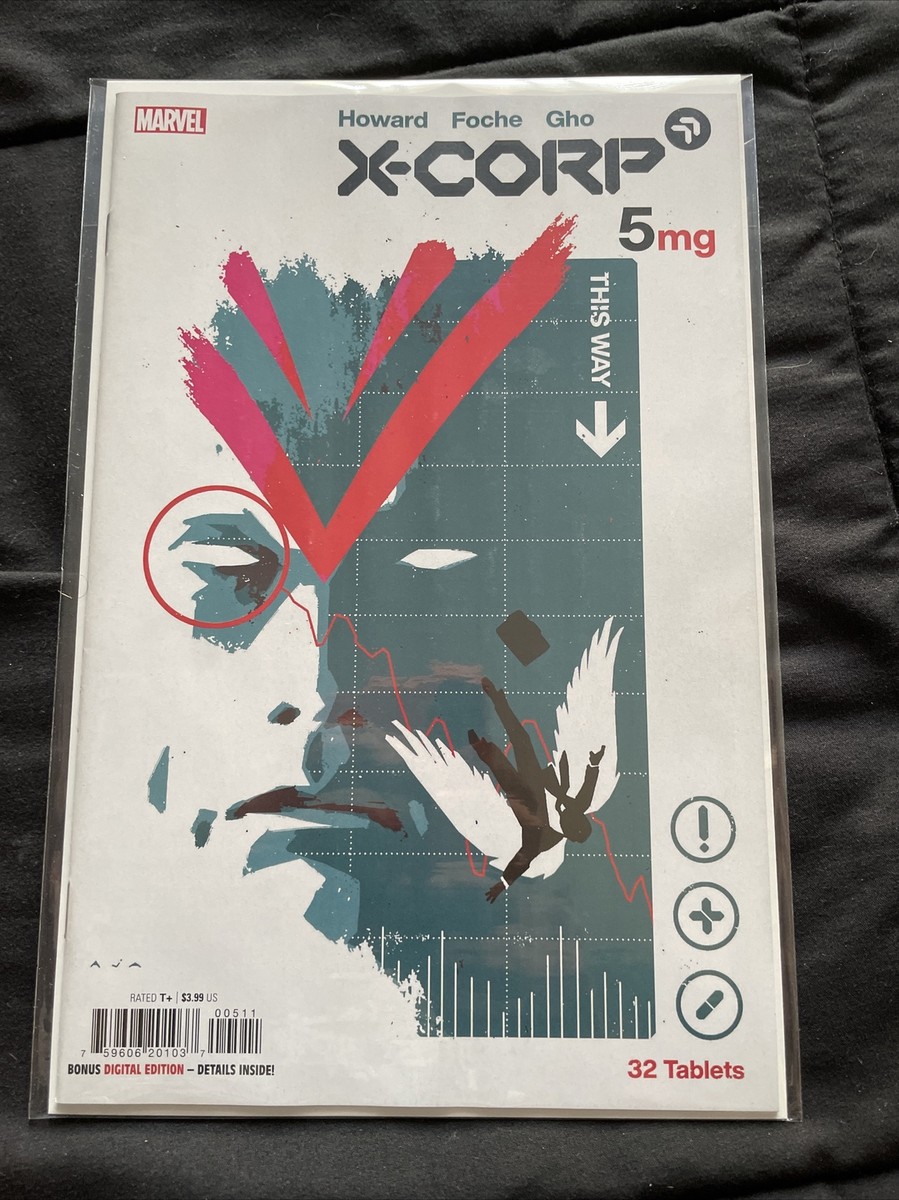 MARVEL
Howard Foche Gho
X-CORP
5mg
THIS WAY
AJA
RATED T+ | $3.99 US
00511
7 59606 20103 7
BONUS DIGITAL EDITION – DETAILS INSIDE!
32 Tablets